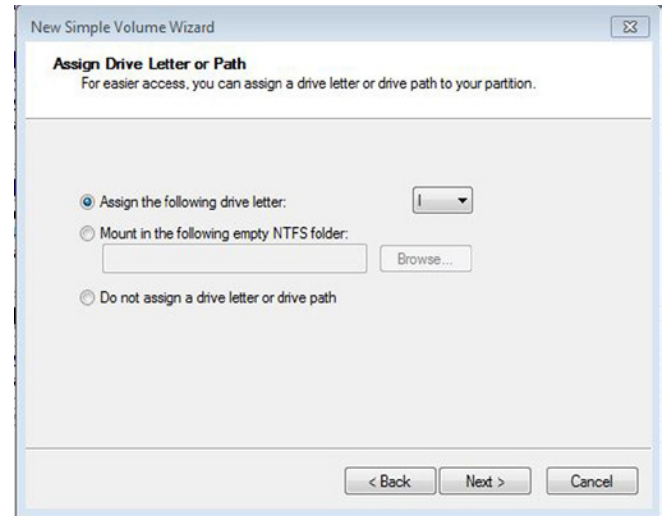 New Simple Volume Wizard
Assign Drive Letter or Path
For easier access, you can assign a drive letter or drive path to your partition.
Assign the following drive letter: I
Mount in the following empty NTFS folder:
Browse...
Do not assign a drive letter or drive path
< Back Next > Cancel